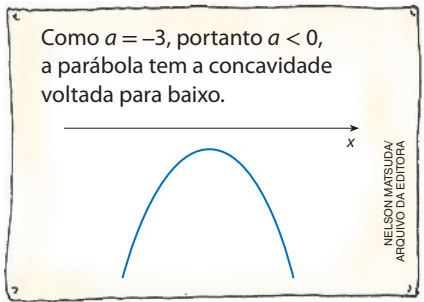 Como a = –3, portanto a < 0,
a parábola tem a concavidade
voltada para baixo.
x
NELSON MATSUDA/
ARQUIVO DA EDITORA